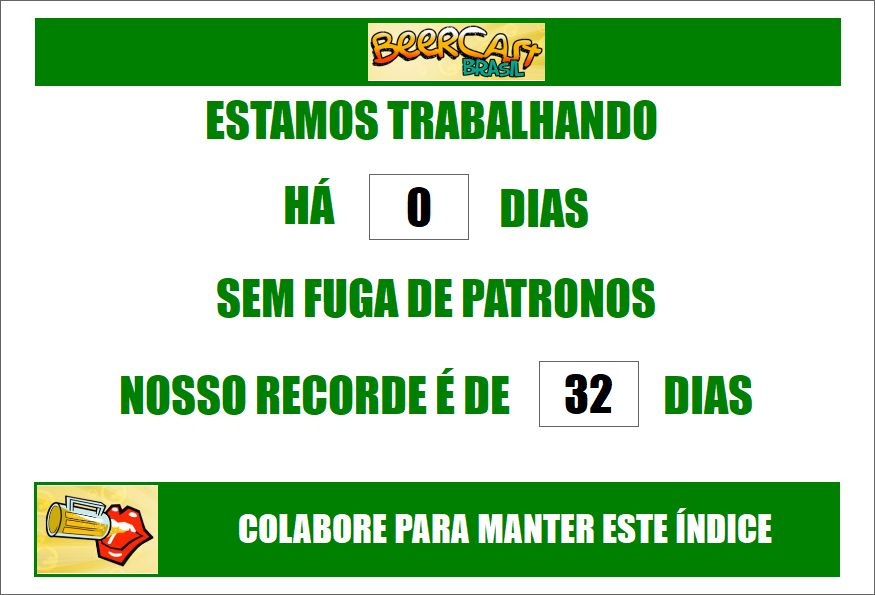 BEERCAST
BRASIL
ESTAMOS TRABALHANDO
HÁ 0 DIAS
SEM FUGA DE PATRONOS
NOSSO RECORDE É DE 32 DIAS
COLABORE PARA MANTER ESTE ÍNDICE